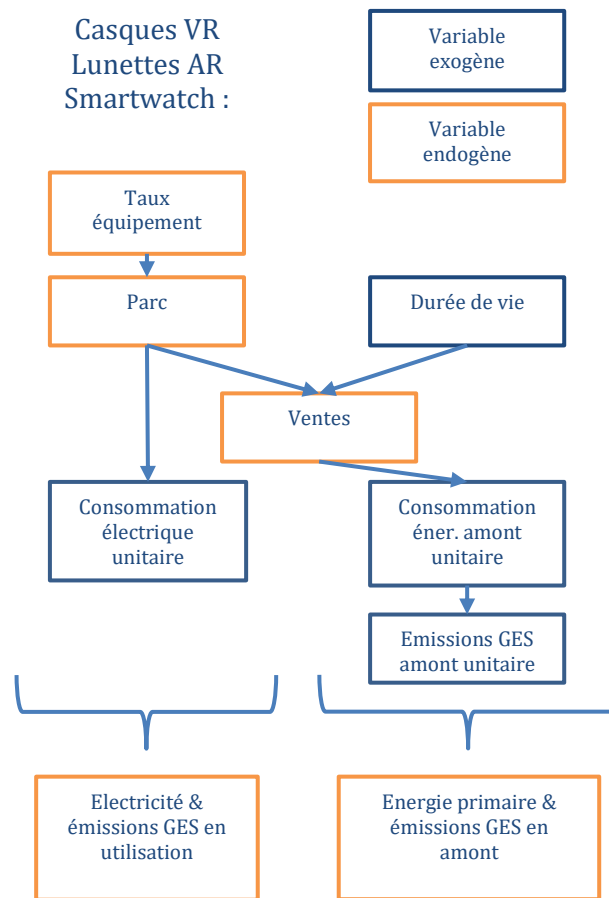 Casques VR
Lunettes AR
Smartwatch :
Variable
exogène
Variable
endogène
Taux
équipement
Parc
Durée de vie
Ventes
Consommation
électrique
unitaire
Consommation
éner. amont
unitaire
Emissions GES
amont unitaire
Electricité &
émissions GES en
utilisation
Energie primaire &
émissions GES en
amont